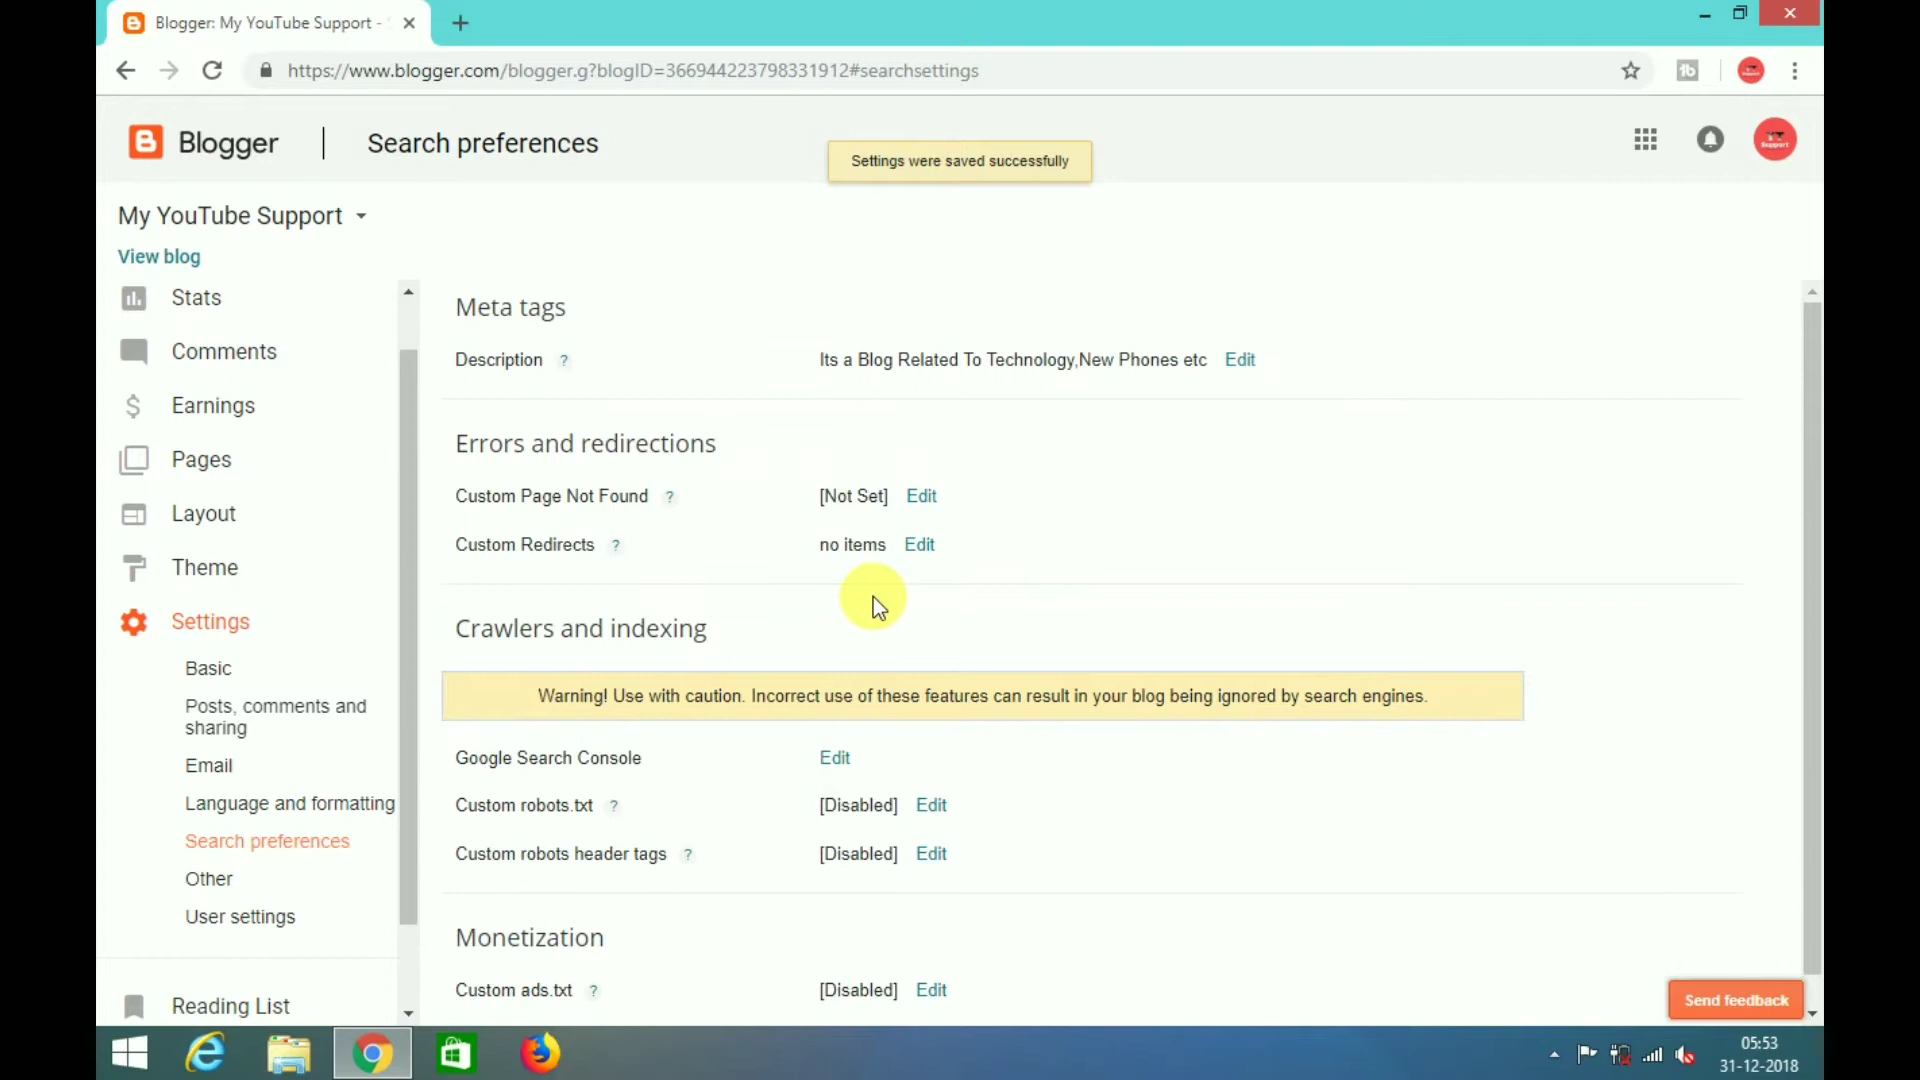 Blogger: My YouTube Support -
https://www.blogger.com/blogger.g?blogID=366944223798331912#searchsettings
Blogger
Search preferences
Settings were saved successfully
Support
My YouTube Support
View blog
Stats
Comments
Earnings
Pages
Layout
Theme
Settings
Basic
Posts, comments and
sharing
Email
Language and formatting
Search preferences
Other
User settings
Reading List
Meta tags
Description ? Its a Blog Related To Technology,New Phones etc Edit
Errors and redirections
Custom Page Not Found ? [Not Set] Edit
Custom Redirects ? no items Edit
Crawlers and indexing
Warning! Use with caution. Incorrect use of these features can result in your blog being ignored by search engines.
Google Search Console Edit
Custom robots.txt ? [Disabled] Edit
Custom robots header tags ? [Disabled] Edit
Monetization
Custom ads.txt ? [Disabled] Edit
Send feedback
05:53
31-12-2018